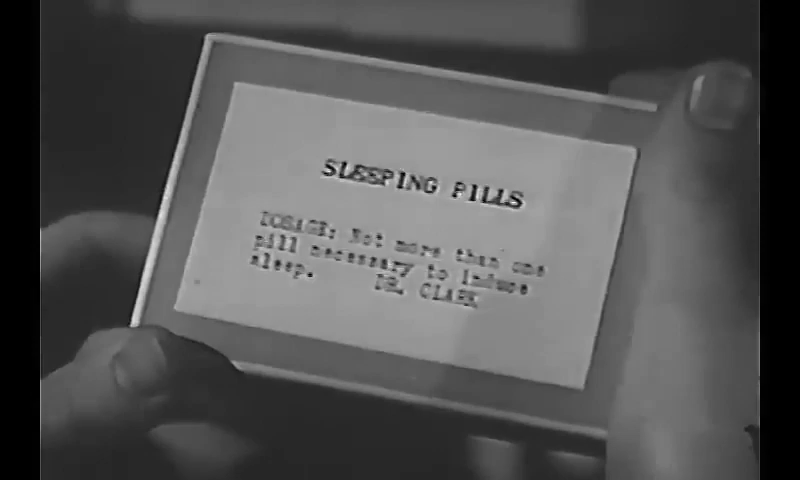 SLEEPING PILLS
DOSAGE: Not more than one
pill necessary to induce
sleep. DR. CLARK